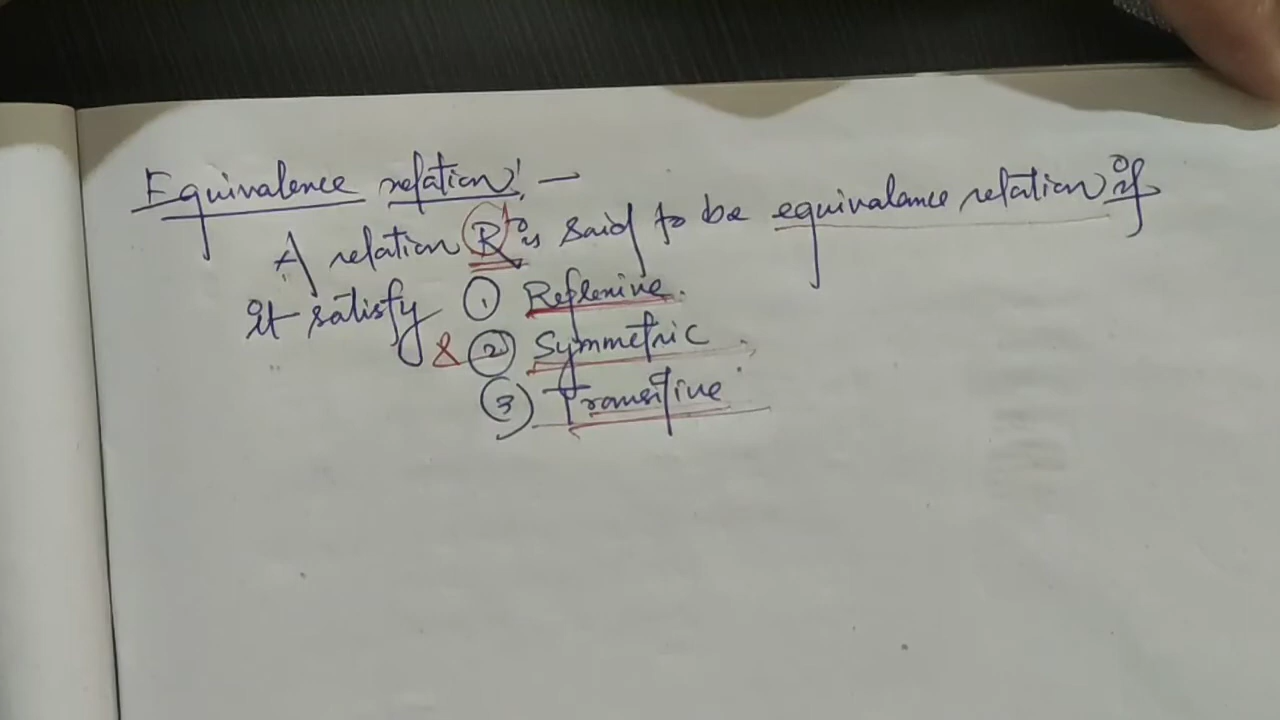 Equivalence relation: —
A relation R is said to be equivalance relation if
it satisfy ① Reflexive.
& ② Symmetric
③ Transitive